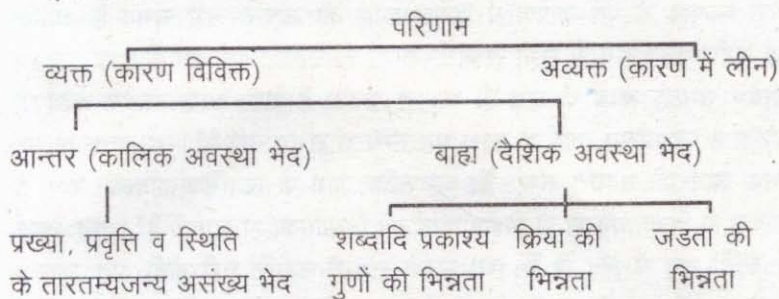 परिणाम
व्यक्त (कारण विविक्त) अव्यक्त (कारण में लीन)
आन्तर (कालिक अवस्था भेद) बाह्य (दैशिक अवस्था भेद)
प्रख्या, प्रवृत्ति व स्थिति शब्दादि प्रकाश्य क्रिया की जडता की
के तारतम्यजन्य असंख्य भेद गुणों की भिन्नता भिन्नता भिन्नता